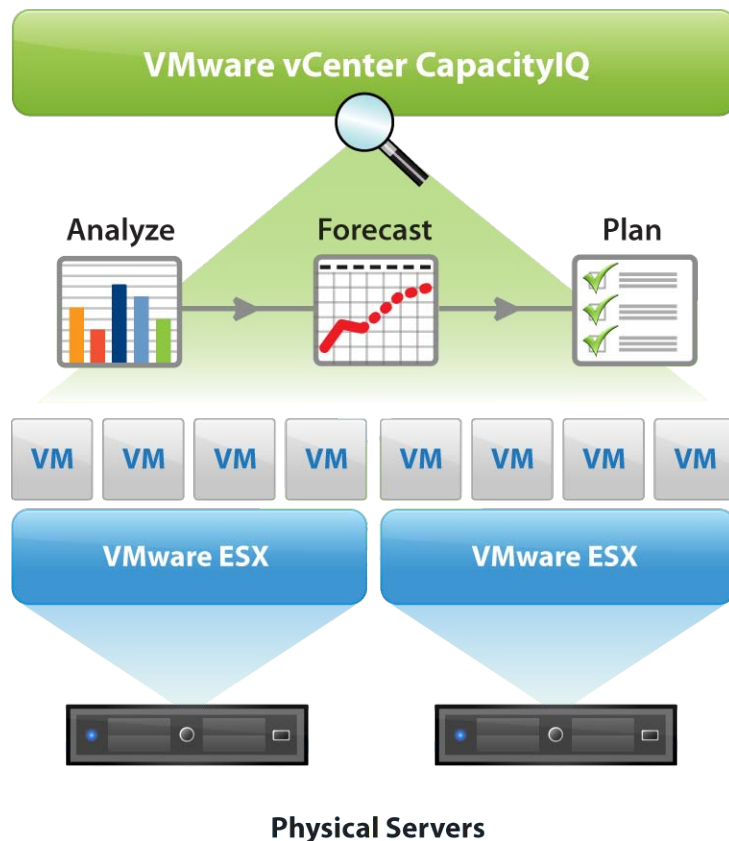 VMware vCenter CapacityIQ
Analyze
Forecast
Plan
VM
VM
VM
VM
VM
VM
VM
VM
VMware ESX
VMware ESX
Physical Servers